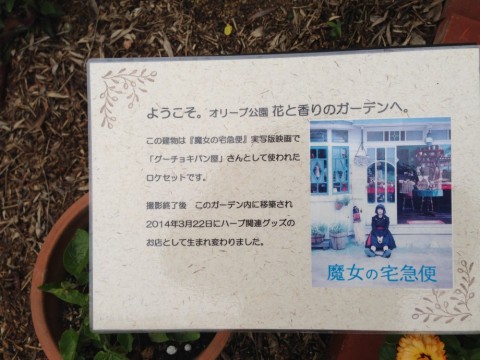 ようこそ。オリーブ公園 花と香りのガーデンへ。
この建物は『魔女の宅急便』実写版映画で
「グーチョキパン屋」さんとして使われた
ロケセットです。
撮影終了後　このガーデン内に移築され
2014年3月22日にハーブ関連グッズの
お店として生まれ変わりました。
魔女の宅急便